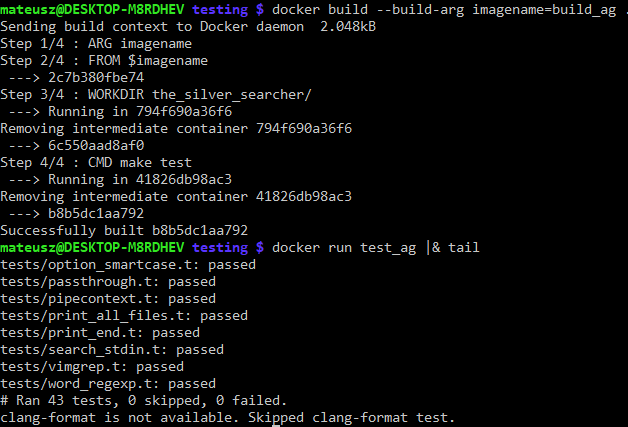 mateusz@DESKTOP-M8RDHEV testing $ docker build --build-arg imagename=build_ag .
Sending build context to Docker daemon  2.048kB
Step 1/4 : ARG imagename
Step 2/4 : FROM $imagename
 ---> 2c7b380fbe74
Step 3/4 : WORKDIR the_silver_searcher/
 ---> Running in 794f690a36f6
Removing intermediate container 794f690a36f6
 ---> 6c550aad8af0
Step 4/4 : CMD make test
 ---> Running in 41826db98ac3
Removing intermediate container 41826db98ac3
 ---> b8b5dc1aa792
Successfully built b8b5dc1aa792
mateusz@DESKTOP-M8RDHEV testing $ docker run test_ag |& tail
tests/option_smartcase.t: passed
tests/passthrough.t: passed
tests/pipecontext.t: passed
tests/print_all_files.t: passed
tests/print_end.t: passed
tests/search_stdin.t: passed
tests/vimgrep.t: passed
tests/word_regexp.t: passed
# Ran 43 tests, 0 skipped, 0 failed.
clang-format is not available. Skipped clang-format test.